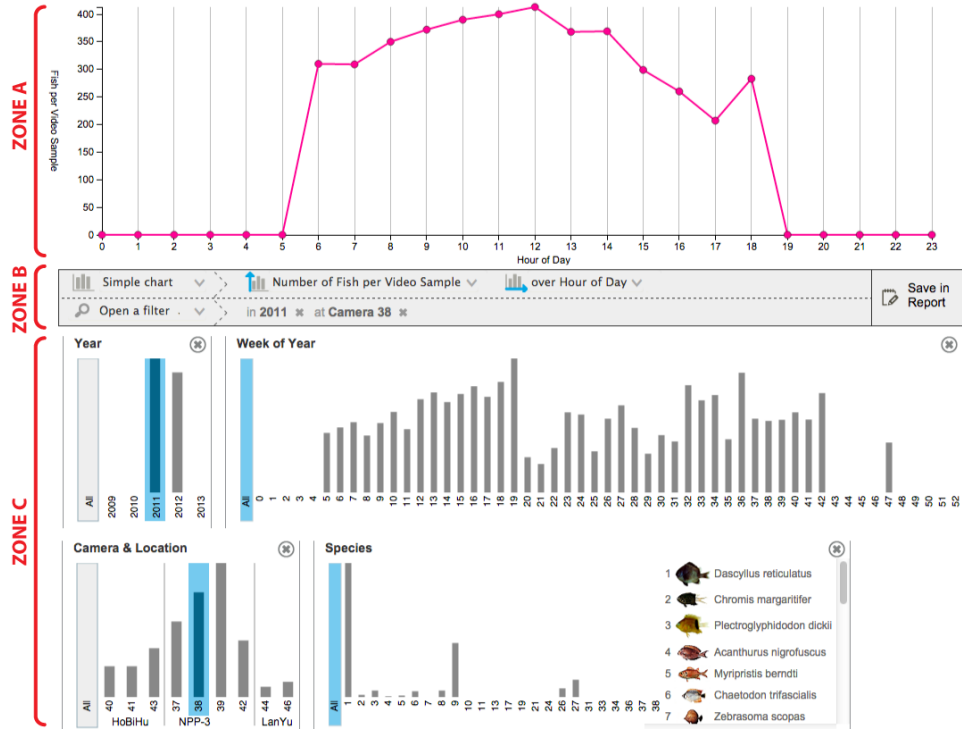 ZONE A
Fish per Video Sample
400
350
300
250
200
150
100
50
0
0 1 2 3 4 5 6 7 8 9 10 11 12 13 14 15 16 17 18 19 20 21 22 23
Hour of Day
ZONE B
Simple chart Number of Fish per Video Sample over Hour of Day
Open a filter . in 2011 at Camera 38
Save in
Report
ZONE C
Year
All 2009 2010 2011 2012 2013
Week of Year
All 0 1 2 3 4 5 6 7 8 9 10 11 12 13 14 15 16 17 18 19 20 21 22 23 24 25 26 27 28 29 30 31 32 33 34 35 36 37 38 39 40 41 42 43 44 45 46 47 48 49 50 51 52
Camera & Location
All 40 41 43 37 38 39 42 44 46
HoBiHu NPP-3 LanYu
Species
All 1 2 3 4 5 6 7 8 9 10 11 13 16 17 18 19 24 26 27 31 33 34 35 36 37 38
1 Dascyllus reticulatus
2 Chromis margaritifer
3 Plectroglyphidodon dickii
4 Acanthurus nigrofuscus
5 Myripristis berndti
6 Chaetodon trifascialis
7 Zebrasoma scopas